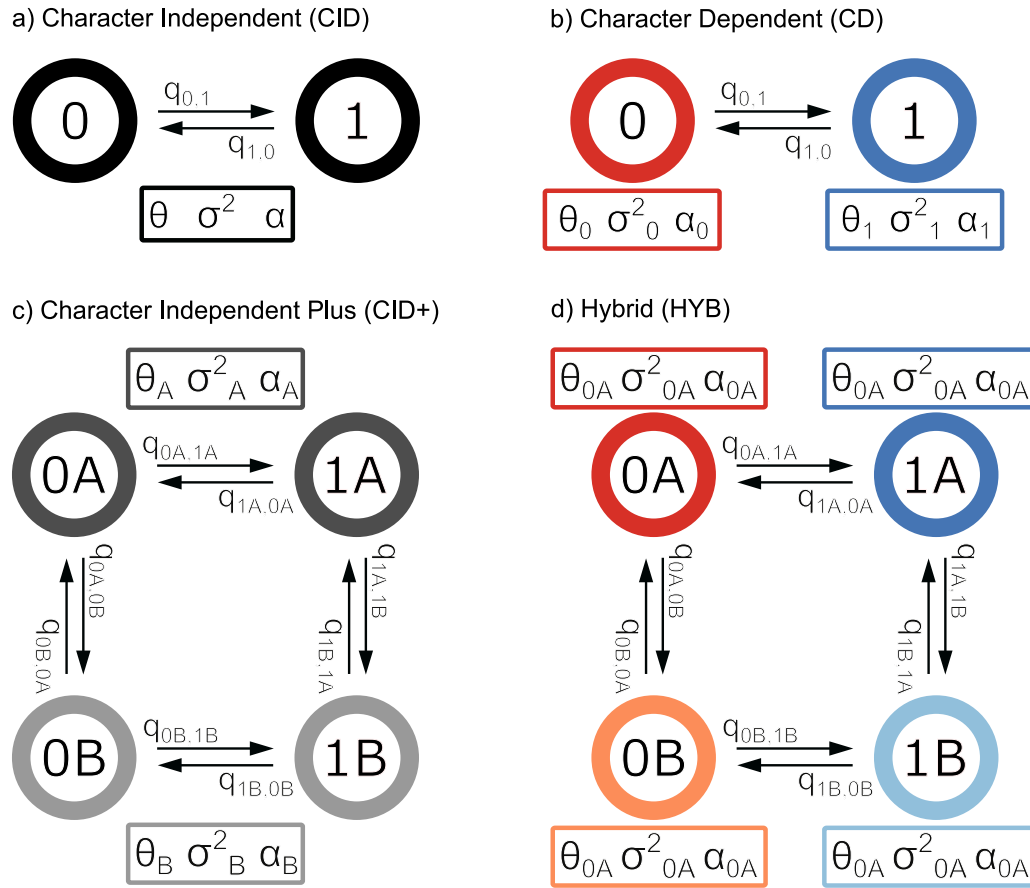 a) Character Independent (CID)
0
q0.1
q1.0
1
θ σ2 α
b) Character Dependent (CD)
0
q0.1
q1.0
1
θ0 σ20 α0
θ1 σ21 α1
c) Character Independent Plus (CID+)
θA σ2A αA
0A
q0A.1A
q1A.0A
1A
q0A.0B
q0B.0A
q1A.1B
q1B.1A
0B
q0B.1B
q1B.0B
1B
θB σ2B αB
d) Hybrid (HYB)
θ0A σ20A α0A
θ0A σ20A α0A
0A
q0A.1A
q1A.0A
1A
q0A.0B
q0B.0A
q1A.1B
q1B.1A
0B
q0B.1B
q1B.0B
1B
θ0A σ20A α0A
θ0A σ20A α0A